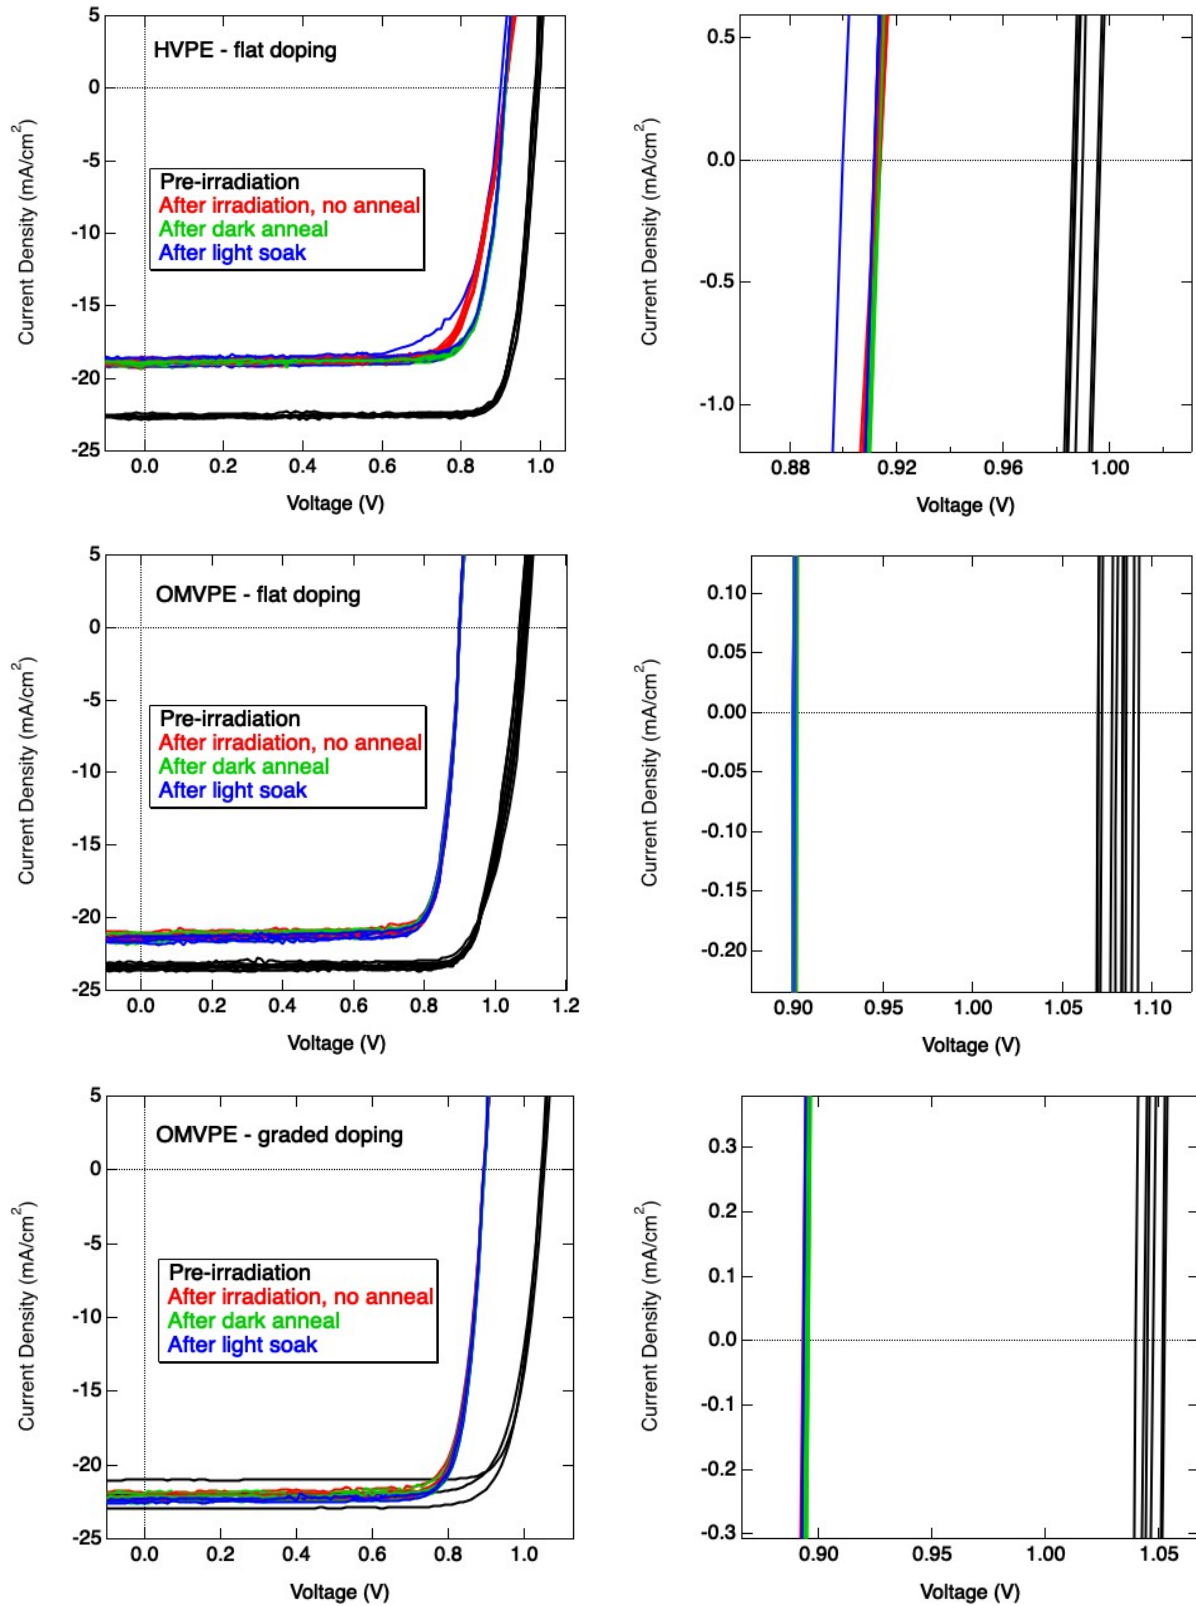 5
0
-5
-10
-15
-20
-25
Current Density (mA/cm²)
HVPE - flat doping
Pre-irradiation
After irradiation, no anneal
After dark anneal
After light soak
0.0 0.2 0.4 0.6 0.8 1.0
Voltage (V)
0.5
0.0
-0.5
-1.0
Current Density (mA/cm²)
0.88 0.92 0.96 1.00
Voltage (V)
5
0
-5
-10
-15
-20
-25
Current Density (mA/cm²)
OMVPE - flat doping
Pre-irradiation
After irradiation, no anneal
After dark anneal
After light soak
0.0 0.2 0.4 0.6 0.8 1.0 1.2
Voltage (V)
0.10
0.05
0.00
-0.05
-0.10
-0.15
-0.20
Current Density (mA/cm²)
0.90 0.95 1.00 1.05 1.10
Voltage (V)
5
0
-5
-10
-15
-20
-25
Current Density (mA/cm²)
OMVPE - graded doping
Pre-irradiation
After irradiation, no anneal
After dark anneal
After light soak
0.0 0.2 0.4 0.6 0.8 1.0
Voltage (V)
0.3
0.2
0.1
0.0
-0.1
-0.2
-0.3
Current Density (mA/cm²)
0.90 0.95 1.00 1.05
Voltage (V)